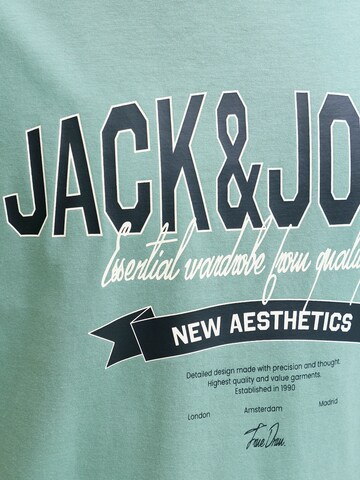 JACK&JO
Essential wardrobe from quali
NEW AESTHETICS
Detailed design made with precision and thought.
Highest quality and value garments.
Established in 1990
London Amsterdam Madrid